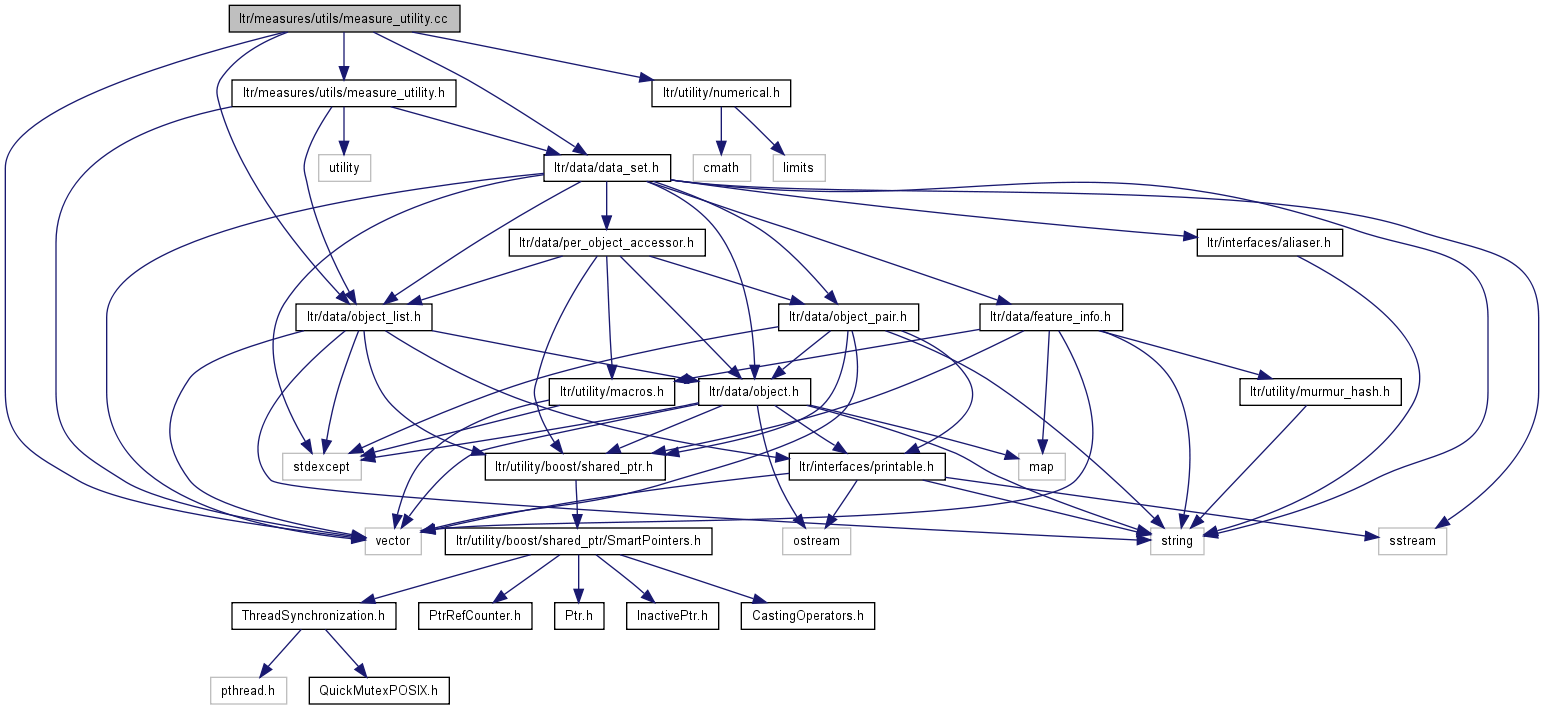 ltr/measures/utils/measure_utility.cc
ltr/measures/utils/measure_utility.h
ltr/utility/numerical.h
utility
ltr/data/data_set.h
cmath
limits
ltr/data/per_object_accessor.h
ltr/interfaces/aliaser.h
ltr/data/object_list.h
ltr/data/object_pair.h
ltr/data/feature_info.h
ltr/utility/macros.h
ltr/data/object.h
ltr/utility/murmur_hash.h
stdexcept
ltr/utility/boost/shared_ptr.h
ltr/interfaces/printable.h
map
vector
ltr/utility/boost/shared_ptr/SmartPointers.h
ostream
string
sstream
ThreadSynchronization.h
PtrRefCounter.h
Ptr.h
InactivePtr.h
CastingOperators.h
pthread.h
QuickMutexPOSIX.h